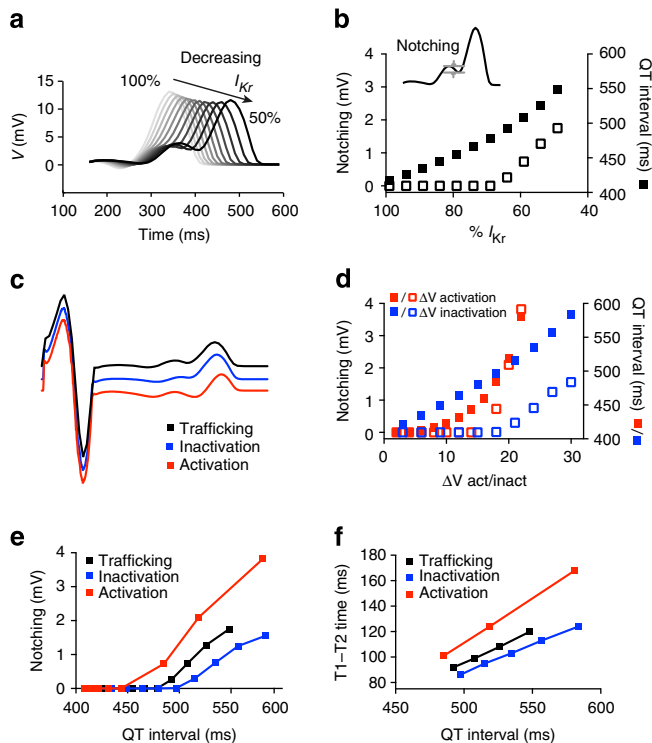 a
Decreasing
I_Kr
100%
50%
V (mV)
15
10
5
0
100 200 300 400 500 600
Time (ms)
b
Notching
Notching (mV)
4
3
2
1
0
600
550
500
450
400
QT interval (ms)
100 80 60 40
% I_Kr
c
Trafficking
Inactivation
Activation
d
/ ΔV activation
/ ΔV inactivation
Notching (mV)
4
3
2
1
0
600
550
500
450
400
QT interval (ms)
/
0 10 20 30
ΔV act/inact
e
Trafficking
Inactivation
Activation
Notching (mV)
4
2
0
400 450 500 550 600
QT interval (ms)
f
Trafficking
Inactivation
Activation
T1–T2 time (ms)
180
160
140
120
100
80
450 500 550 600
QT interval (ms)